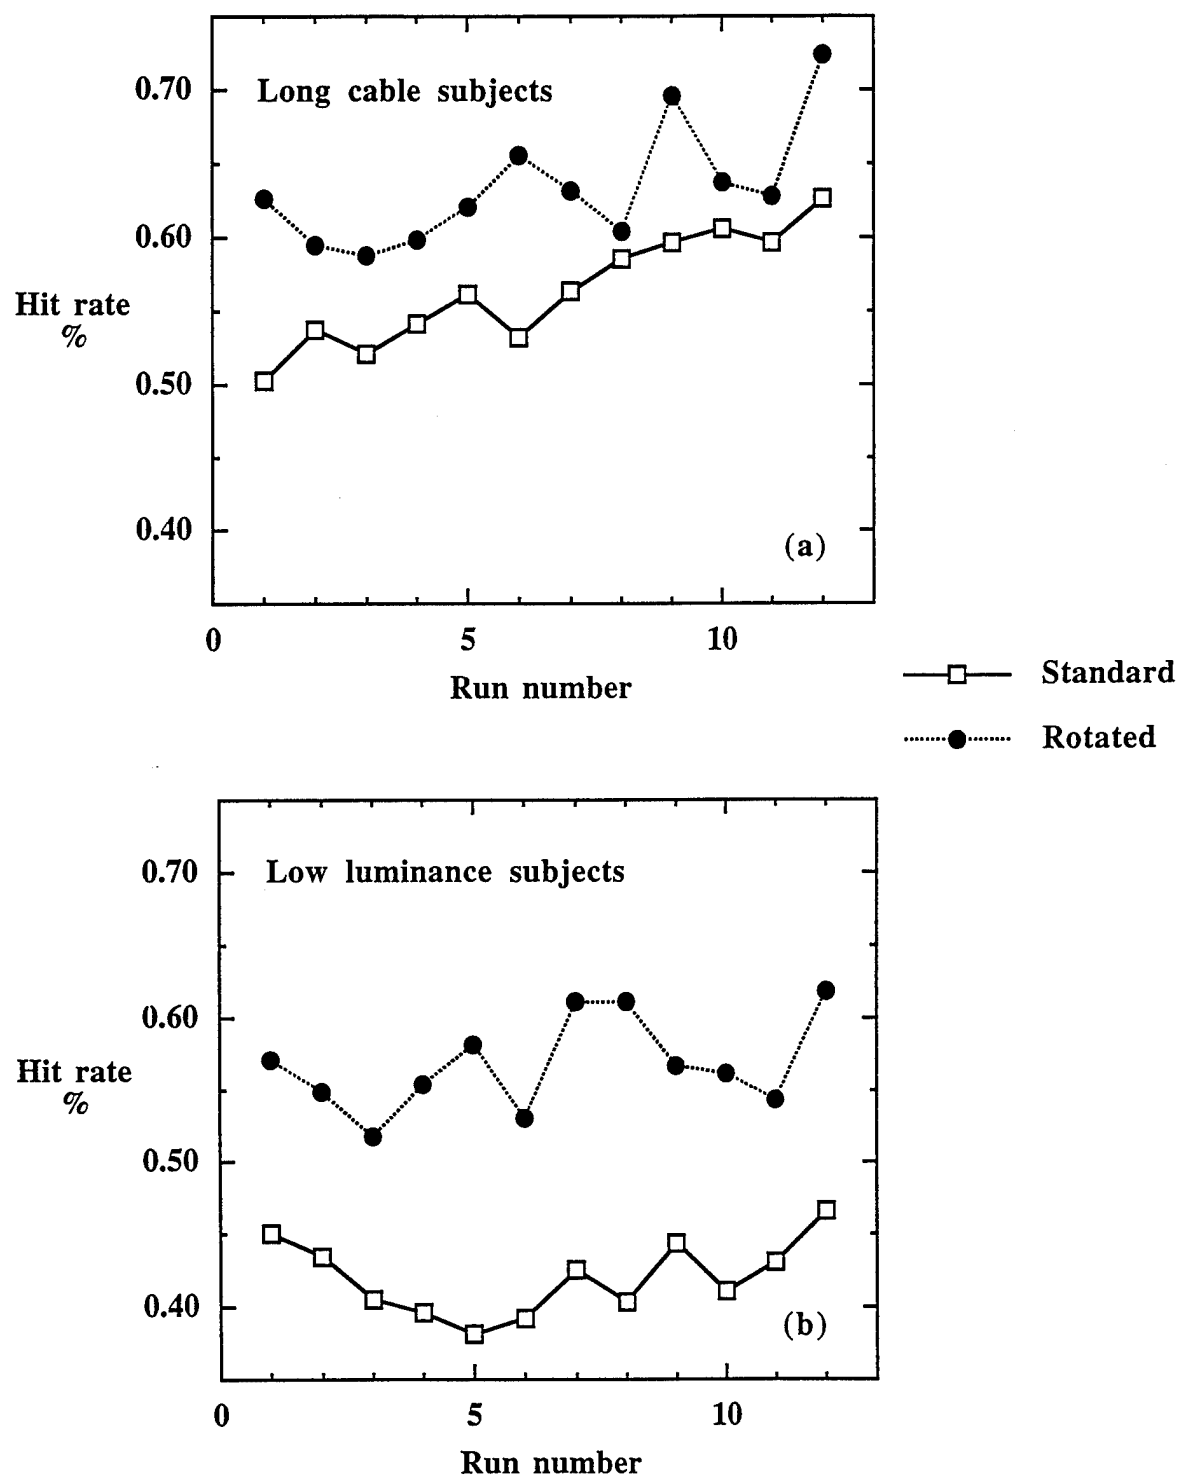 0.70
Long cable subjects
0.60
Hit rate
%
0.50
0.40
(a)
0 5 10
Run number
Standard
Rotated
0.70
Low luminance subjects
0.60
Hit rate
%
0.50
0.40
(b)
0 5 10
Run number